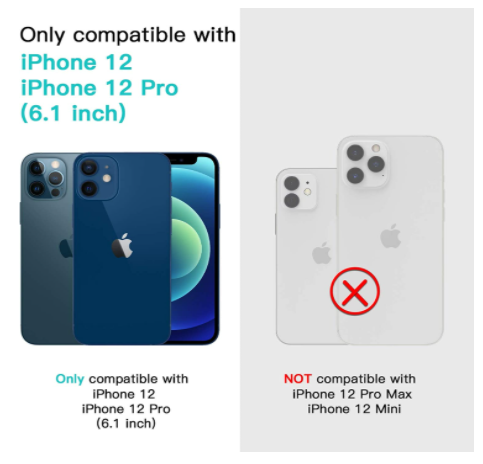 Only compatible with
iPhone 12
iPhone 12 Pro
(6.1 inch)
Only compatible with
iPhone 12
iPhone 12 Pro
(6.1 inch)
NOT compatible with
iPhone 12 Pro Max
iPhone 12 Mini